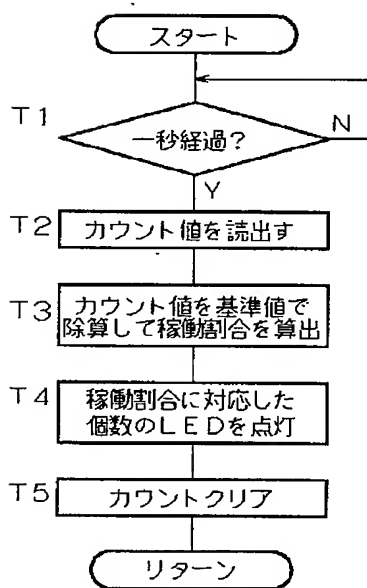 スタート
T1
一秒経過?
N
Y
T2
カウント値を読出す
T3
カウント値を基準値で
除算して稼働割合を算出
T4
稼働割合に対応した
個数のLEDを点灯
T5
カウントクリア
リターン